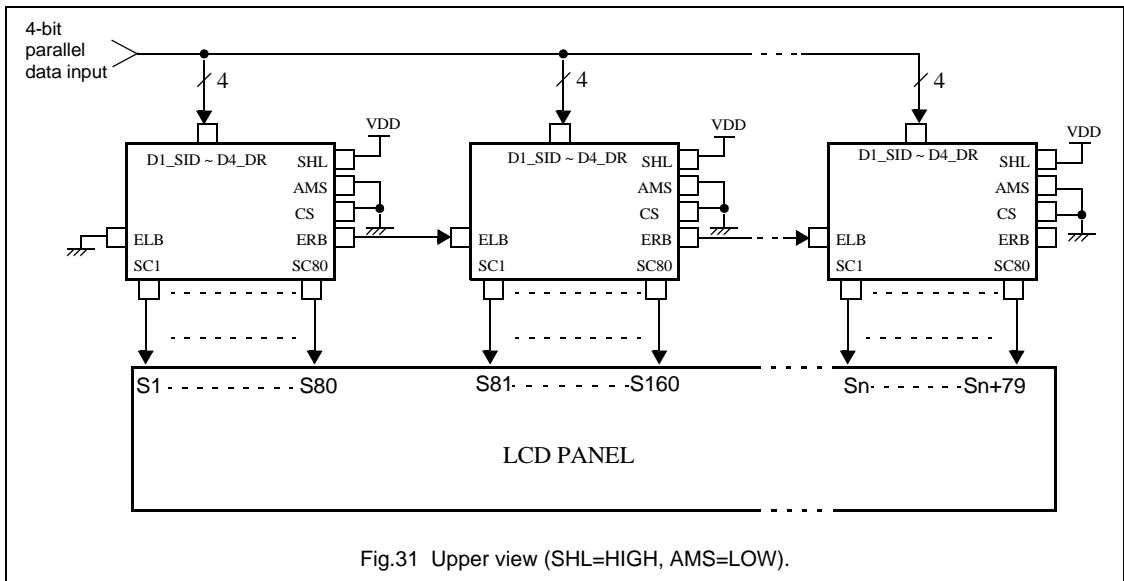 4-bit
parallel
data input
4
4
4
VDD
VDD
VDD
D1_SID ~ D4_DR
SHL
AMS
CS
ELB
ERB
SC1
SC80
D1_SID ~ D4_DR
SHL
AMS
CS
ELB
ERB
SC1
SC80
D1_SID ~ D4_DR
SHL
AMS
CS
ELB
ERB
SC1
SC80
S1 - - - - - - - - - S80
S81 - - - - - - - - - S160
Sn - - - - - - - - - Sn+79
LCD PANEL
Fig.31 Upper view (SHL=HIGH, AMS=LOW).